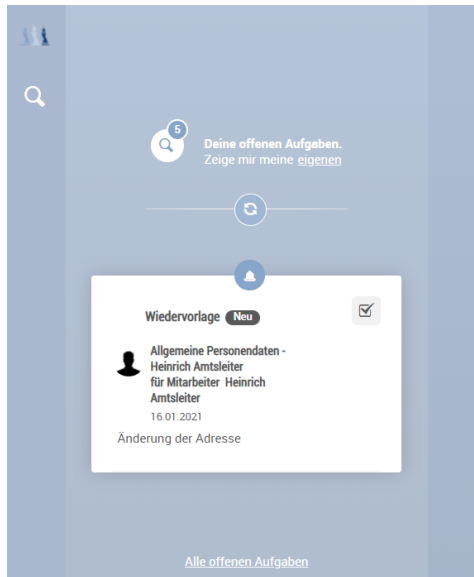 5
Deine offenen Aufgaben.
Zeige mir meine eigenen
Wiedervorlage Neu
Allgemeine Personendaten -
Heinrich Amtsleiter
für Mitarbeiter Heinrich
Amtsleiter
16.01.2021
Änderung der Adresse
Alle offenen Aufgaben